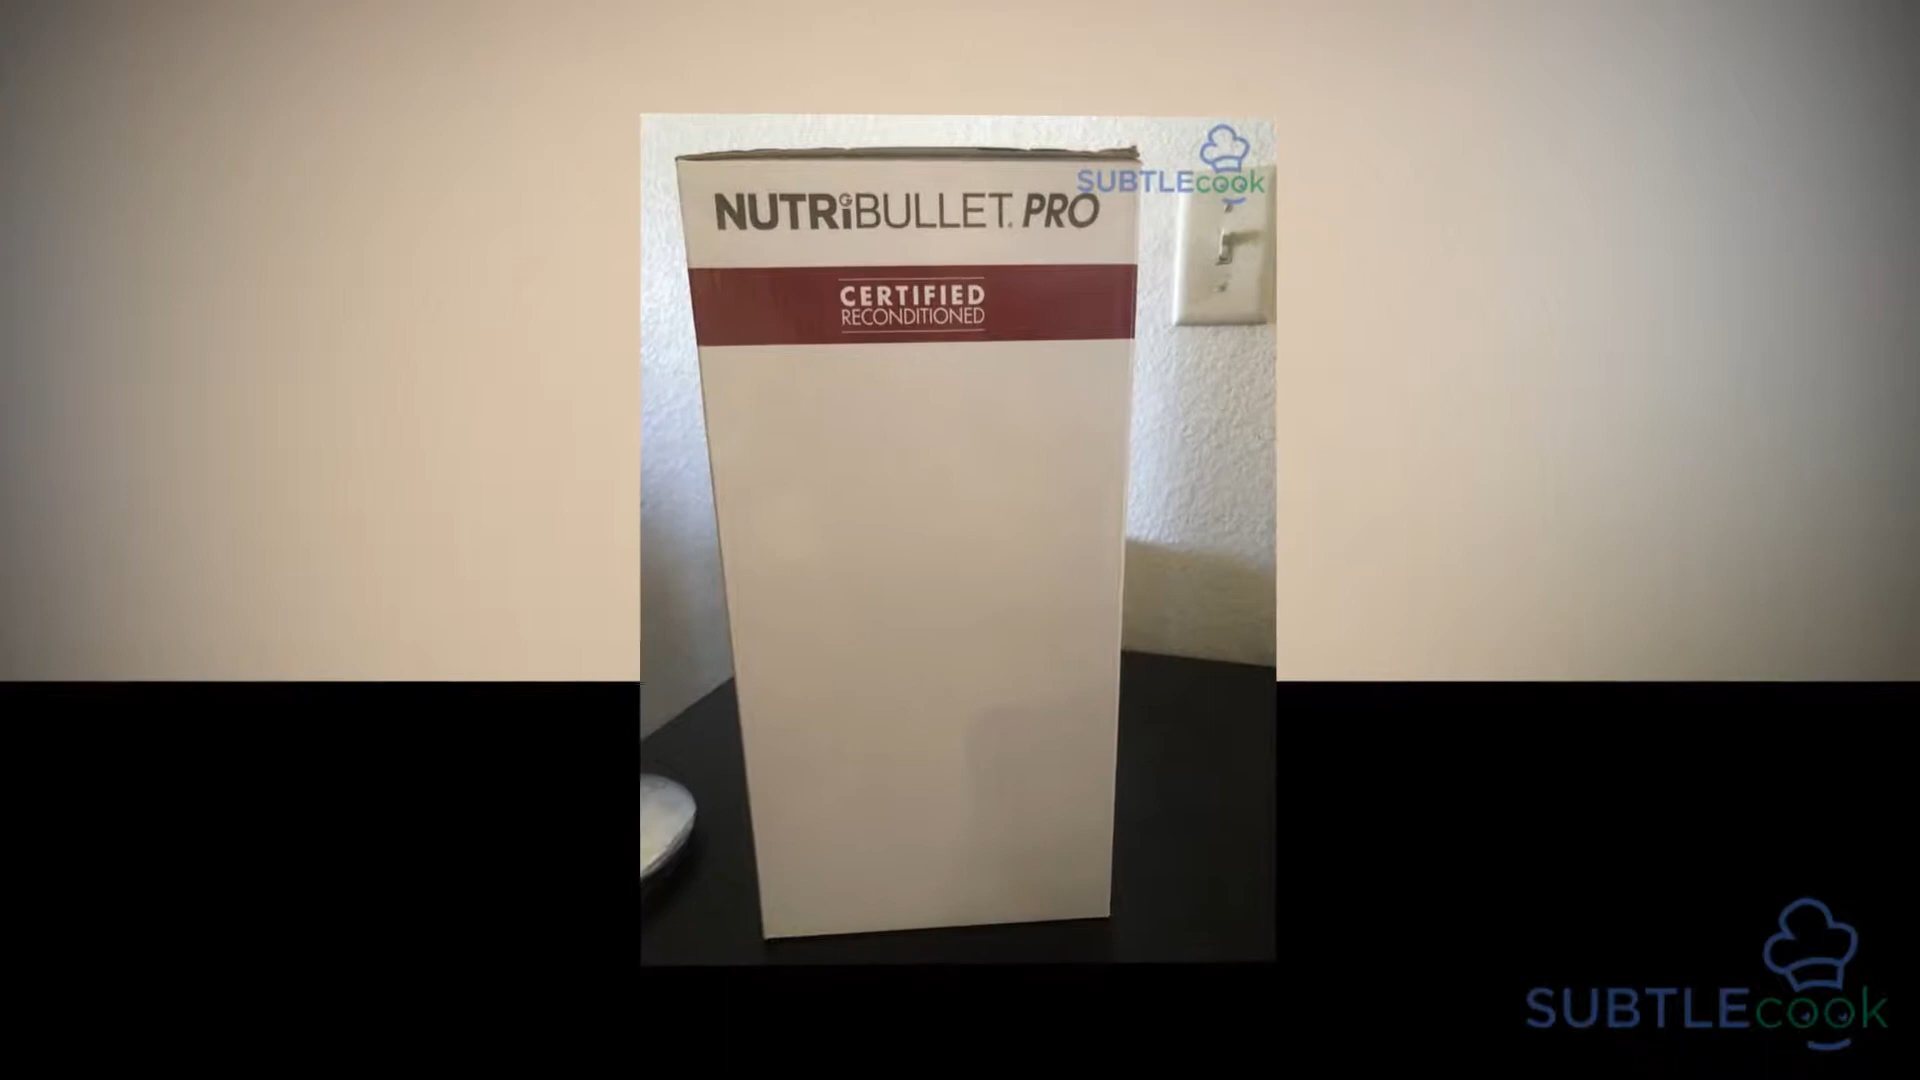 SUBTLEcook
NUTRiBULLET. PRO
CERTIFIED
RECONDITIONED
SUBTLEcook